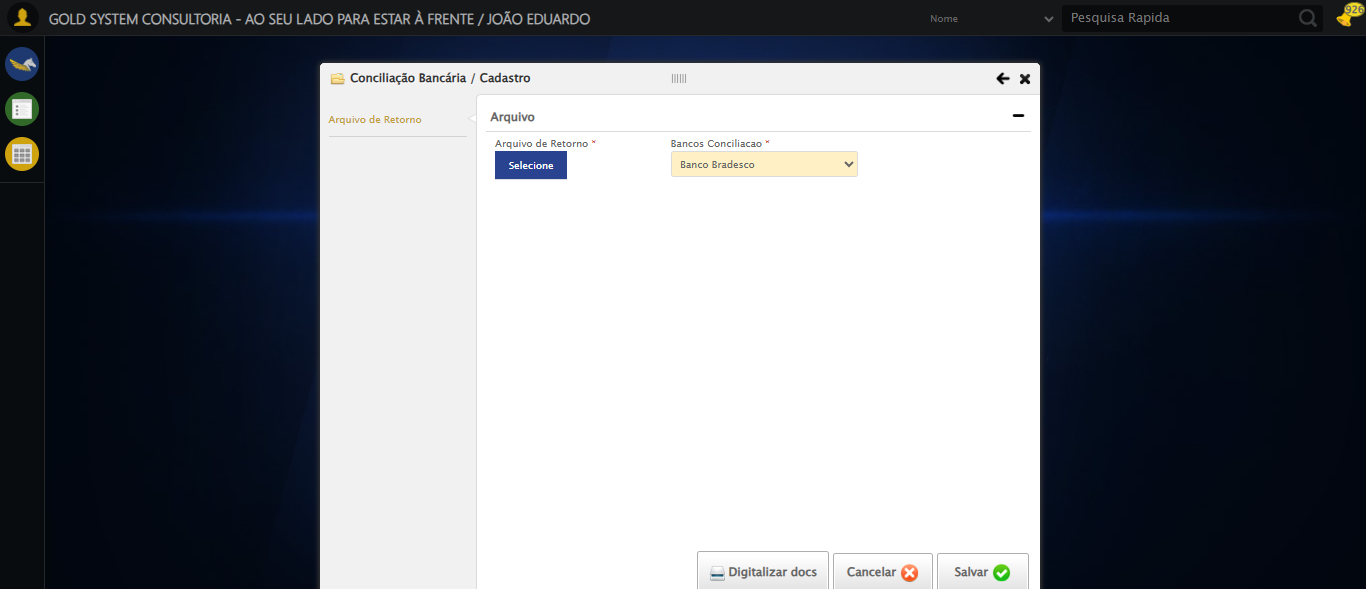 GOLD SYSTEM CONSULTORIA - AO SEU LADO PARA ESTAR À FRENTE / JOÃO EDUARDO
Nome
Pesquisa Rapida
926
Conciliação Bancária / Cadastro
Arquivo de Retorno
Arquivo
Arquivo de Retorno *
Bancos Conciliacao *
Selecione
Banco Bradesco
Digitalizar docs
Cancelar
Salvar